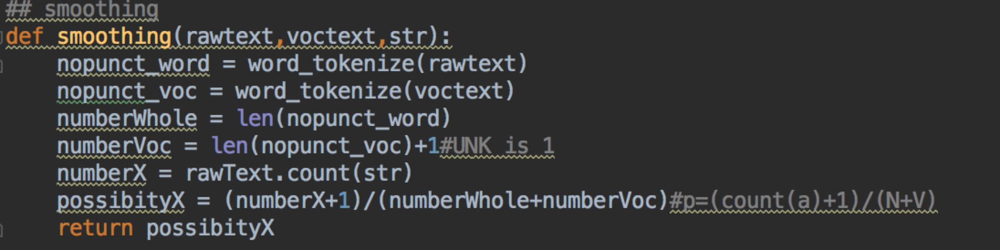 ## smoothing
def smoothing(rawtext,voctext,str):
    nopunct_word = word_tokenize(rawtext)
    nopunct_voc = word_tokenize(voctext)
    numberWhole = len(nopunct_word)
    numberVoc = len(nopunct_voc)+1#UNK is 1
    numberX = rawText.count(str)
    possibityX = (numberX+1)/(numberWhole+numberVoc)#p=(count(a)+1)/(N+V)
    return possibityX